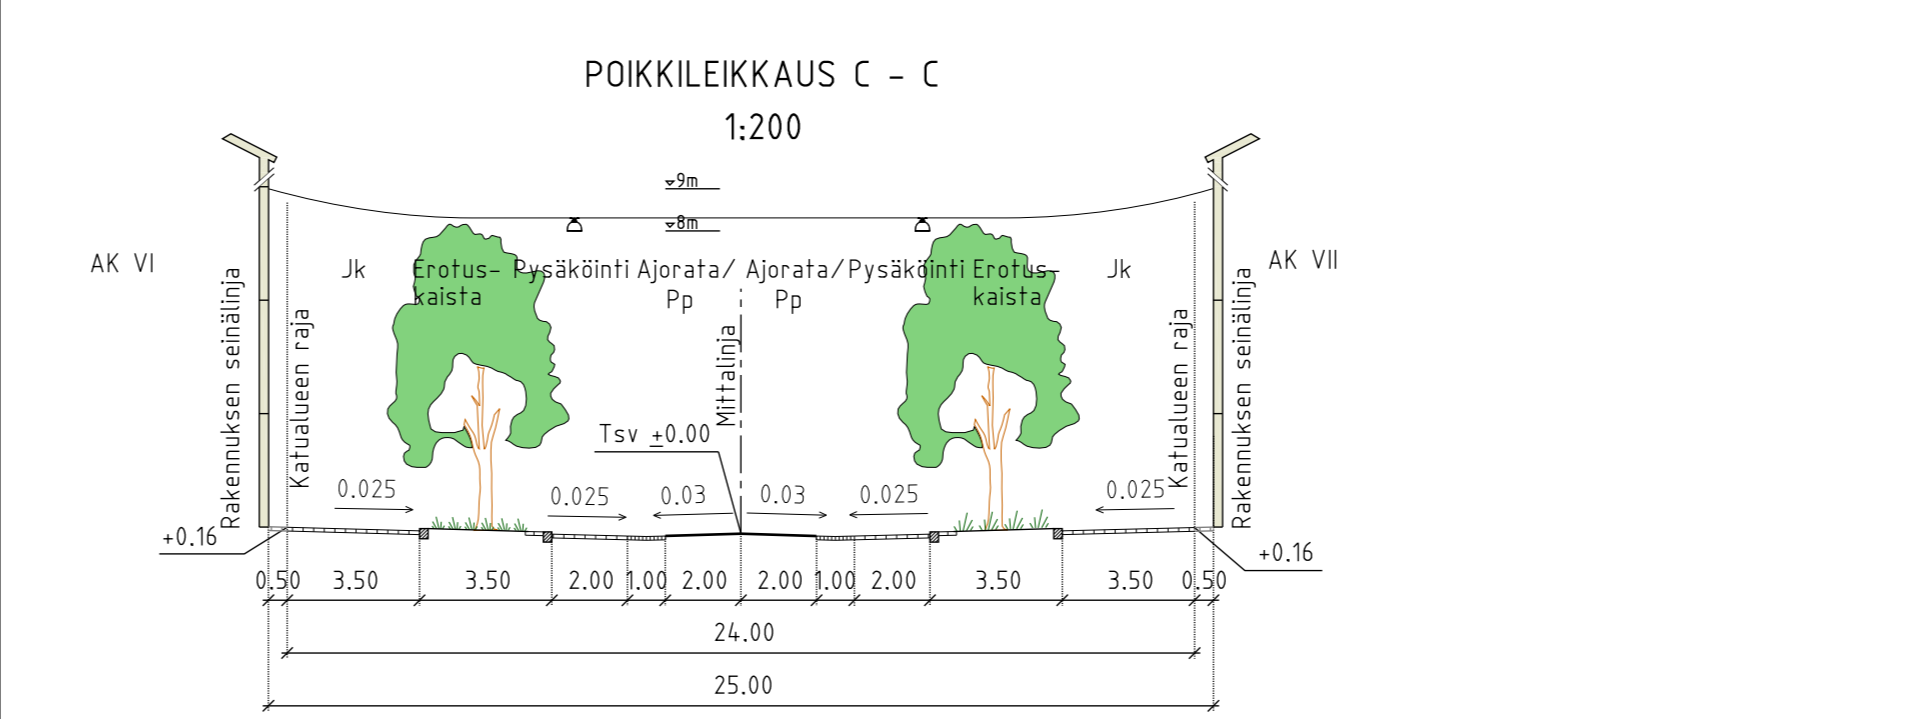 POIKKILEIKKAUS C - C
1:200
9m
8m
AK VI
AK VII
Jk
Erotus-
kaista
Pysäköinti
Ajorata/
Pp
Ajorata/
Pp
Pysäköinti
Erotus-
kaista
Jk
Rakennuksen seinälinja
Katualueen raja
Mittalinja
Katualueen raja
Rakennuksen seinälinja
Tsv ±0.00
0.025
0.025
0.03
0.03
0.025
0.025
+0.16
+0.16
0.50 3.50 3.50 2.00 1.00 2.00 2.00 1.00 2.00 3.50 3.50 0.50
24.00
25.00